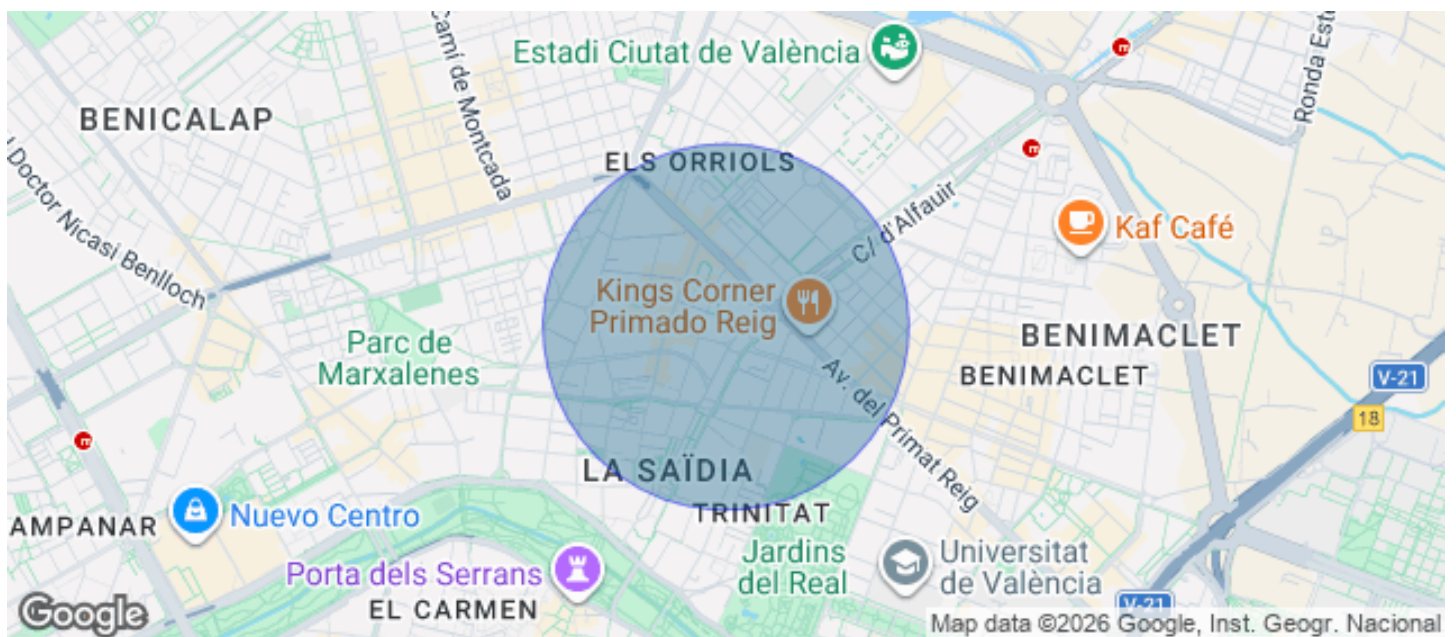 Estadi Ciutat de València
Camí de Montcada
Ronda Este
BENICALAP
ELS ORRIOLS
C/ d'Alfauir
Kaf Café
Doctor Nicasi Benlloch
Kings Corner
Primado Reig
Parc de
Marxalenes
BENIMACLET
BENIMACLET
Av. del Primat Reig
V-21
18
LA SAÏDIA
TRINITAT
AMPANAR
Nuevo Centro
Jardins
del Real
Universitat
de València
Porta dels Serrans
EL CARMEN
V-21
Google
Map data ©2026 Google, Inst. Geogr. Nacional